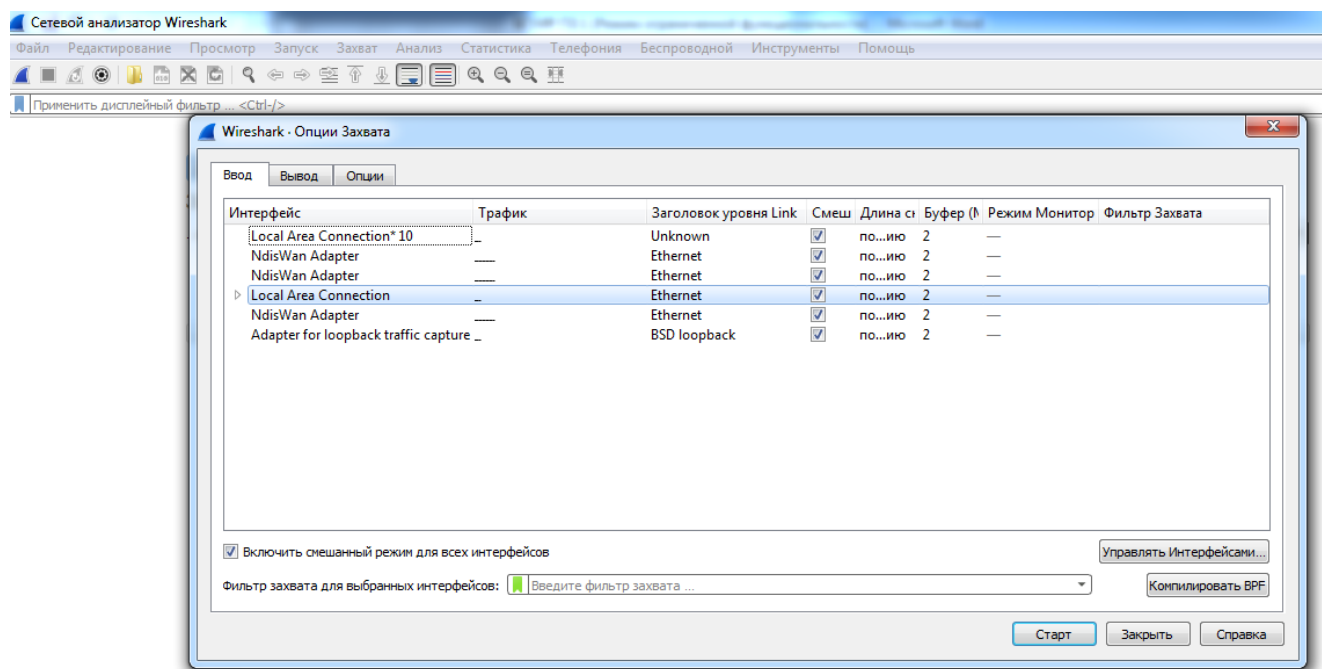 Сетевой анализатор Wireshark
Файл Редактирование Просмотр Запуск Захват Анализ Статистика Телефония Беспроводной Инструменты Помощь
Применить дисплейный фильтр ... <Ctrl-/>
Wireshark · Опции Захвата
Ввод Вывод Опции
Интерфейс Трафик Заголовок уровня Link Смеш Длина сн Буфер (М Режим Монитор Фильтр Захвата
Local Area Connection* 10 _ Unknown по...ию 2 —
NdisWan Adapter ____ Ethernet по...ию 2 —
NdisWan Adapter ____ Ethernet по...ию 2 —
Local Area Connection _ Ethernet по...ию 2 —
NdisWan Adapter ____ Ethernet по...ию 2 —
Adapter for loopback traffic capture _ BSD loopback по...ию 2 —
Включить смешанный режим для всех интерфейсов
Управлять Интерфейсами...
Фильтр захвата для выбранных интерфейсов: Введите фильтр захвата ... Компилировать BPF
Старт Закрыть Справка